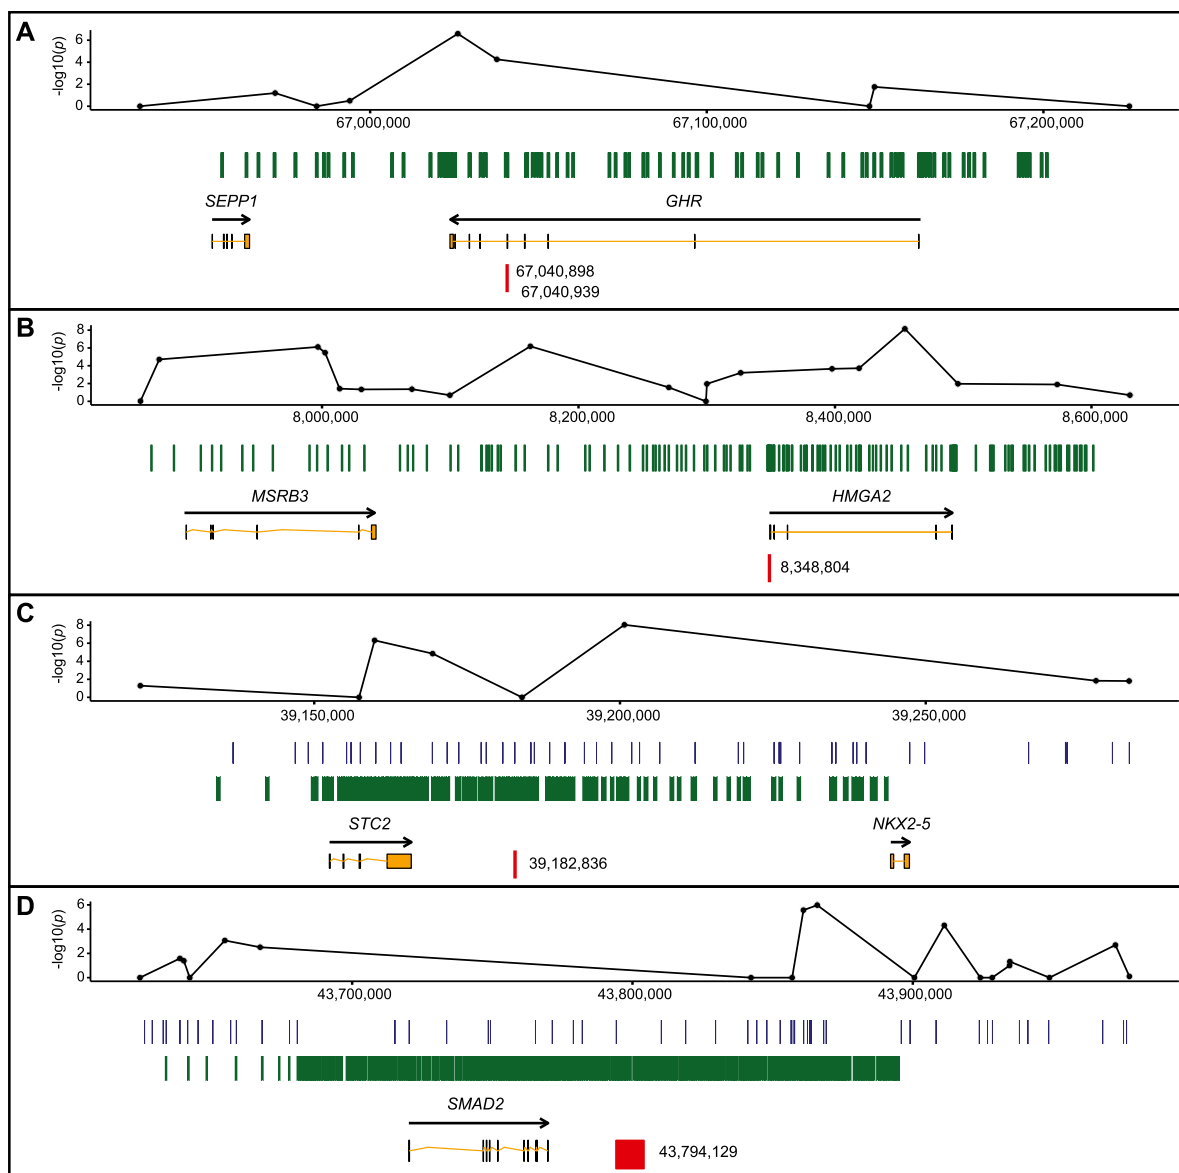 A
-log10(p)
6
4
2
0
67,000,000 67,100,000 67,200,000
SEPP1 GHR
67,040,898
67,040,939
B
-log10(p)
8
6
4
2
0
8,000,000 8,200,000 8,400,000 8,600,000
MSRB3 HMGA2
8,348,804
C
-log10(p)
8
6
4
2
0
39,150,000 39,200,000 39,250,000
STC2 NKX2-5
39,182,836
D
-log10(p)
6
4
2
0
43,700,000 43,800,000 43,900,000
SMAD2
43,794,129